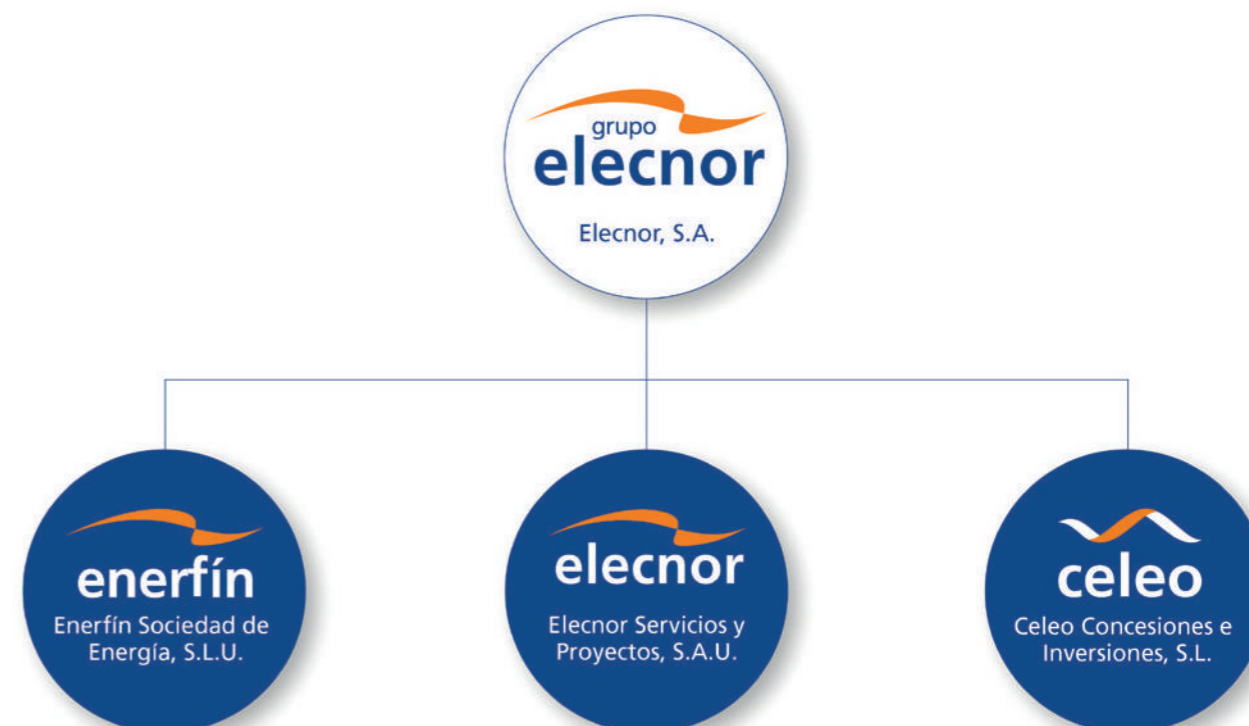 grupo
elecnor
Elecnor, S.A.
enerfín
Enerfín Sociedad de
Energía, S.L.U.
elecnor
Elecnor Servicios y
Proyectos, S.A.U.
celeo
Celeo Concesiones e
Inversiones, S.L.